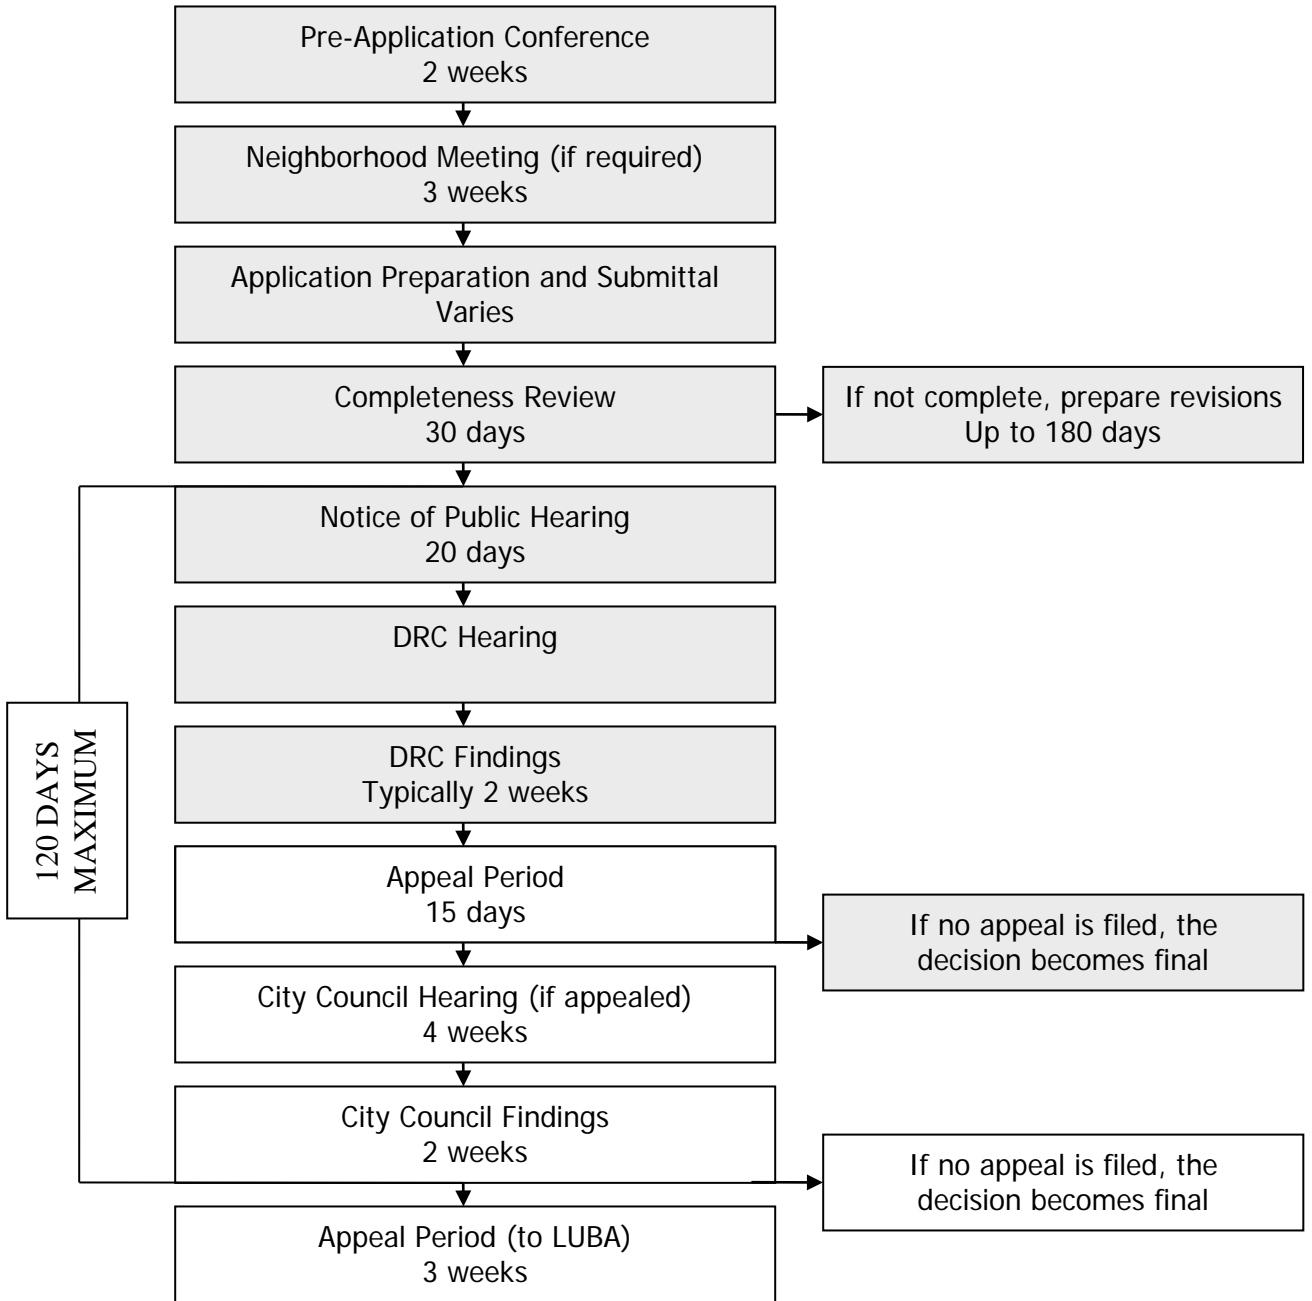 Pre-Application Conference
2 weeks
Neighborhood Meeting (if required)
3 weeks
Application Preparation and Submittal
Varies
Completeness Review
30 days
If not complete, prepare revisions
Up to 180 days
Notice of Public Hearing
20 days
DRC Hearing
DRC Findings
Typically 2 weeks
120 DAYS
MAXIMUM
Appeal Period
15 days
If no appeal is filed, the
decision becomes final
City Council Hearing (if appealed)
4 weeks
City Council Findings
2 weeks
If no appeal is filed, the
decision becomes final
Appeal Period (to LUBA)
3 weeks